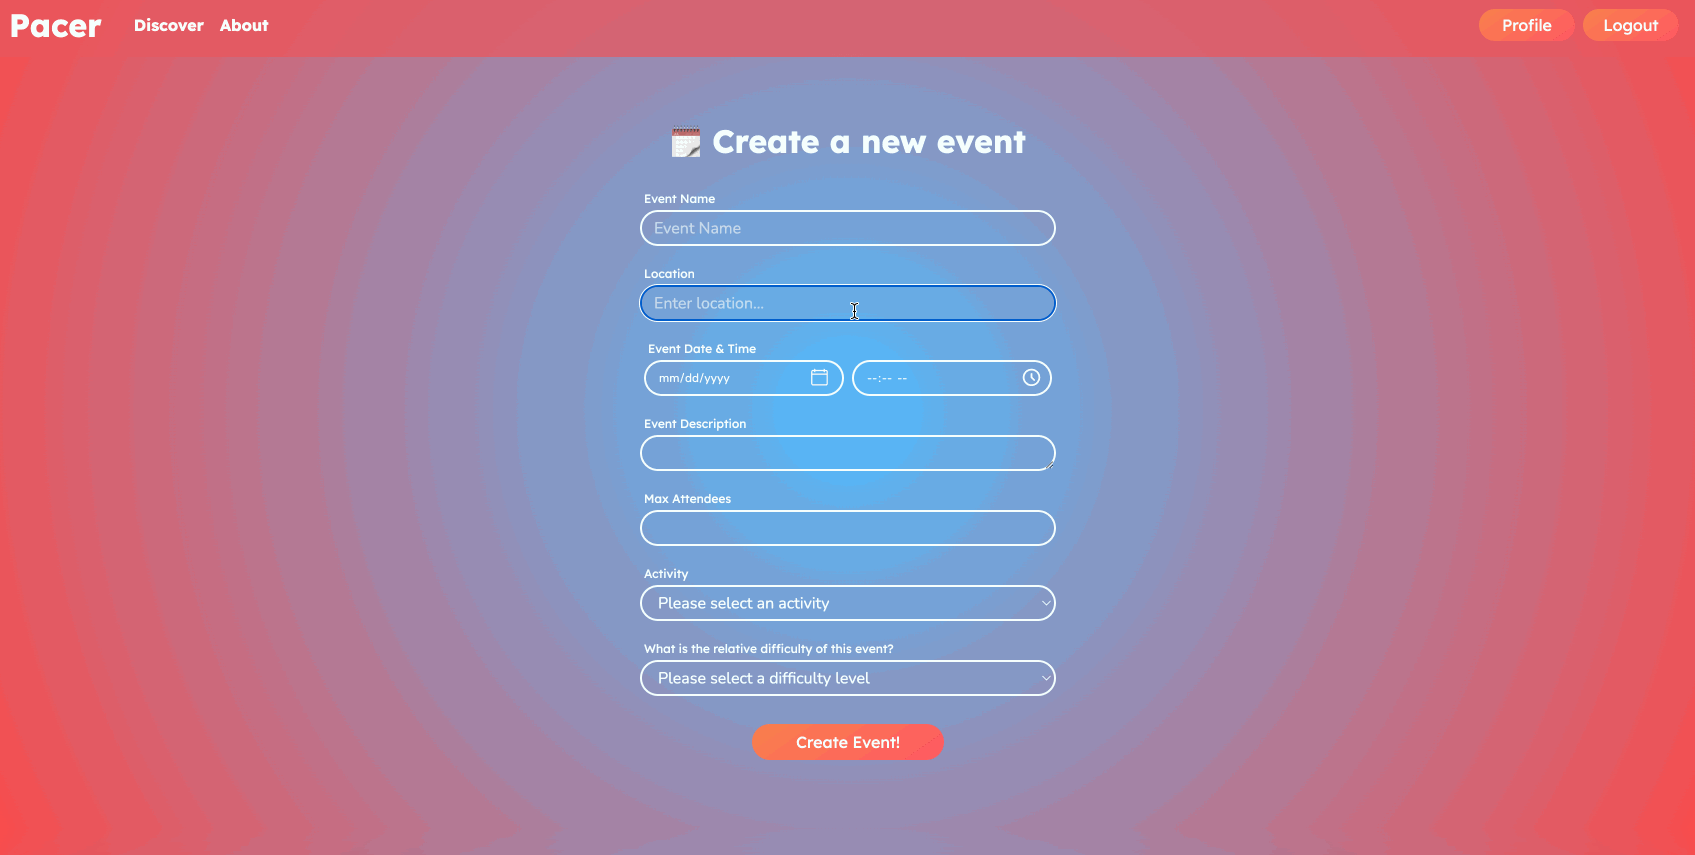 Pacer
Discover About
Profile
Logout
Create a new event
Event Name
Event Name
Location
Enter location...
Event Date & Time
mm/dd/yyyy
--:-- --
Event Description
Max Attendees
Activity
Please select an activity
What is the relative difficulty of this event?
Please select a difficulty level
Create Event!